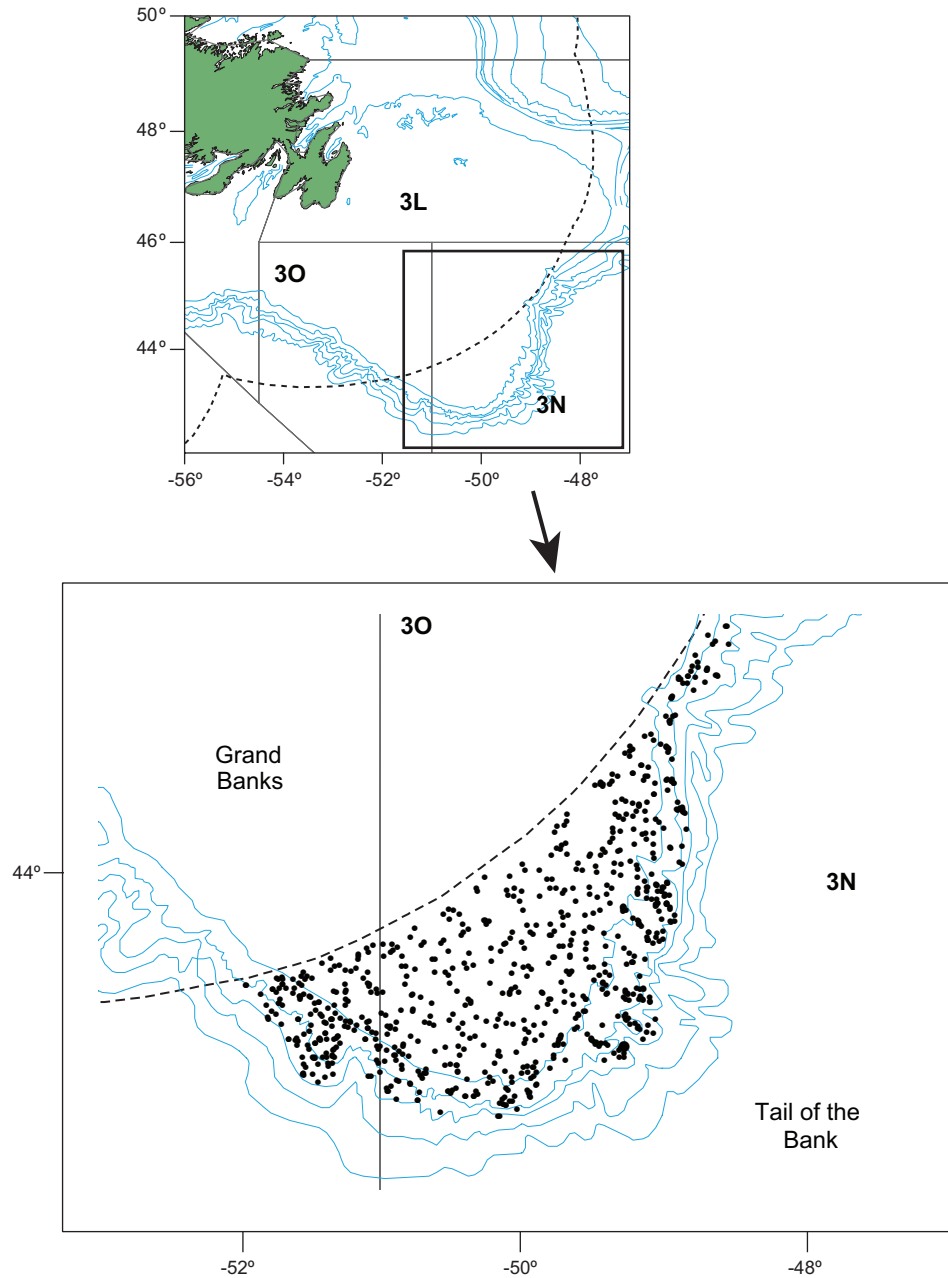 50º
48º
3L
46º
3O
44º
3N
-56º
-54º
-52º
-50º
-48º
3O
Grand
Banks
44º
3N
Tail of the
Bank
-52º
-50º
-48º